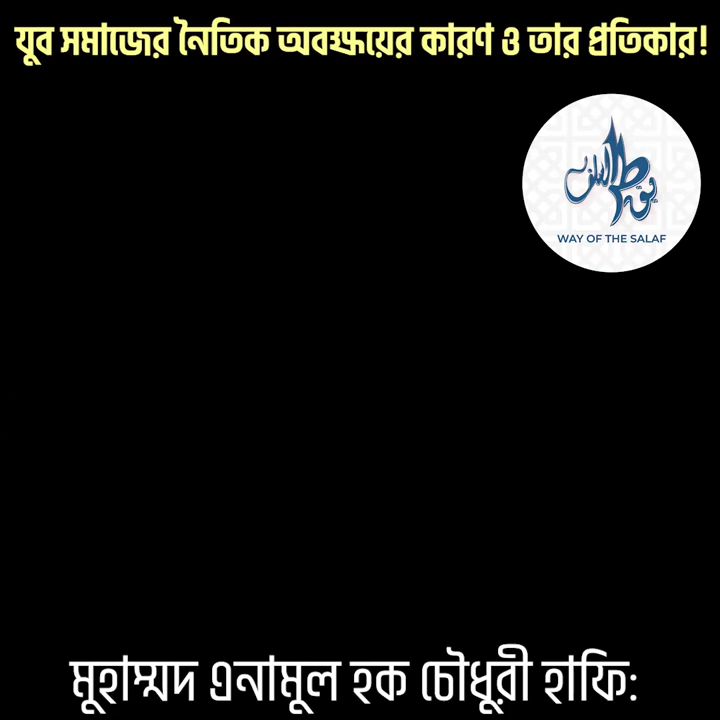 যুব সমাজের নৈতিক অবক্ষয়ের কারণ ও তার প্রতিকার!
WAY OF THE SALAF
মুহাম্মদ এনামুল হক চৌধুরী হাফি: